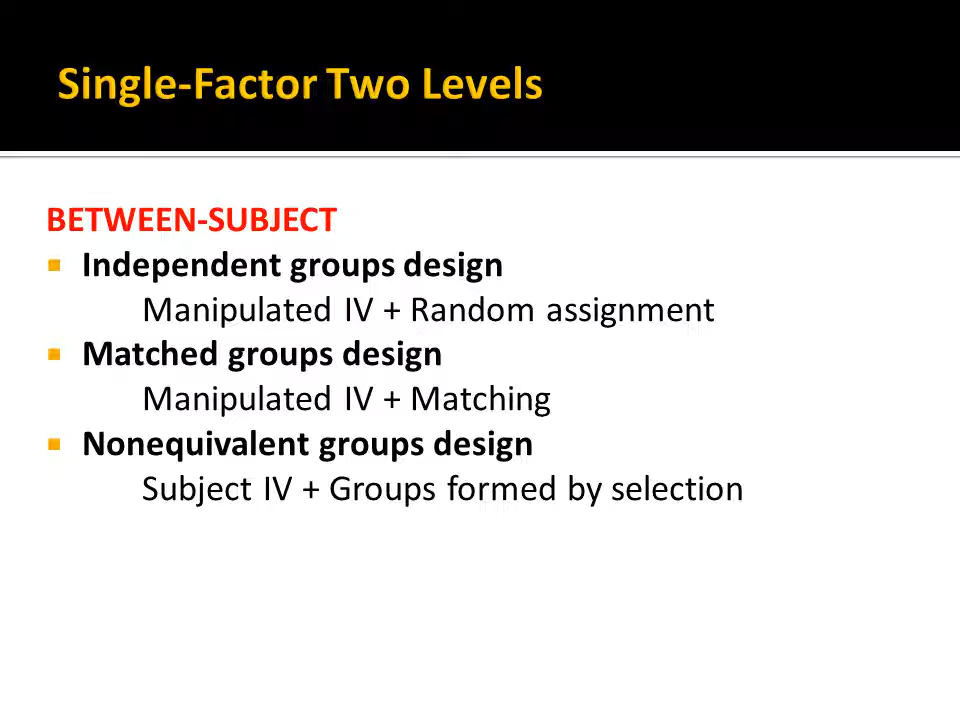 Single-Factor Two Levels
BETWEEN-SUBJECT
Independent groups design
Manipulated IV + Random assignment
Matched groups design
Manipulated IV + Matching
Nonequivalent groups design
Subject IV + Groups formed by selection